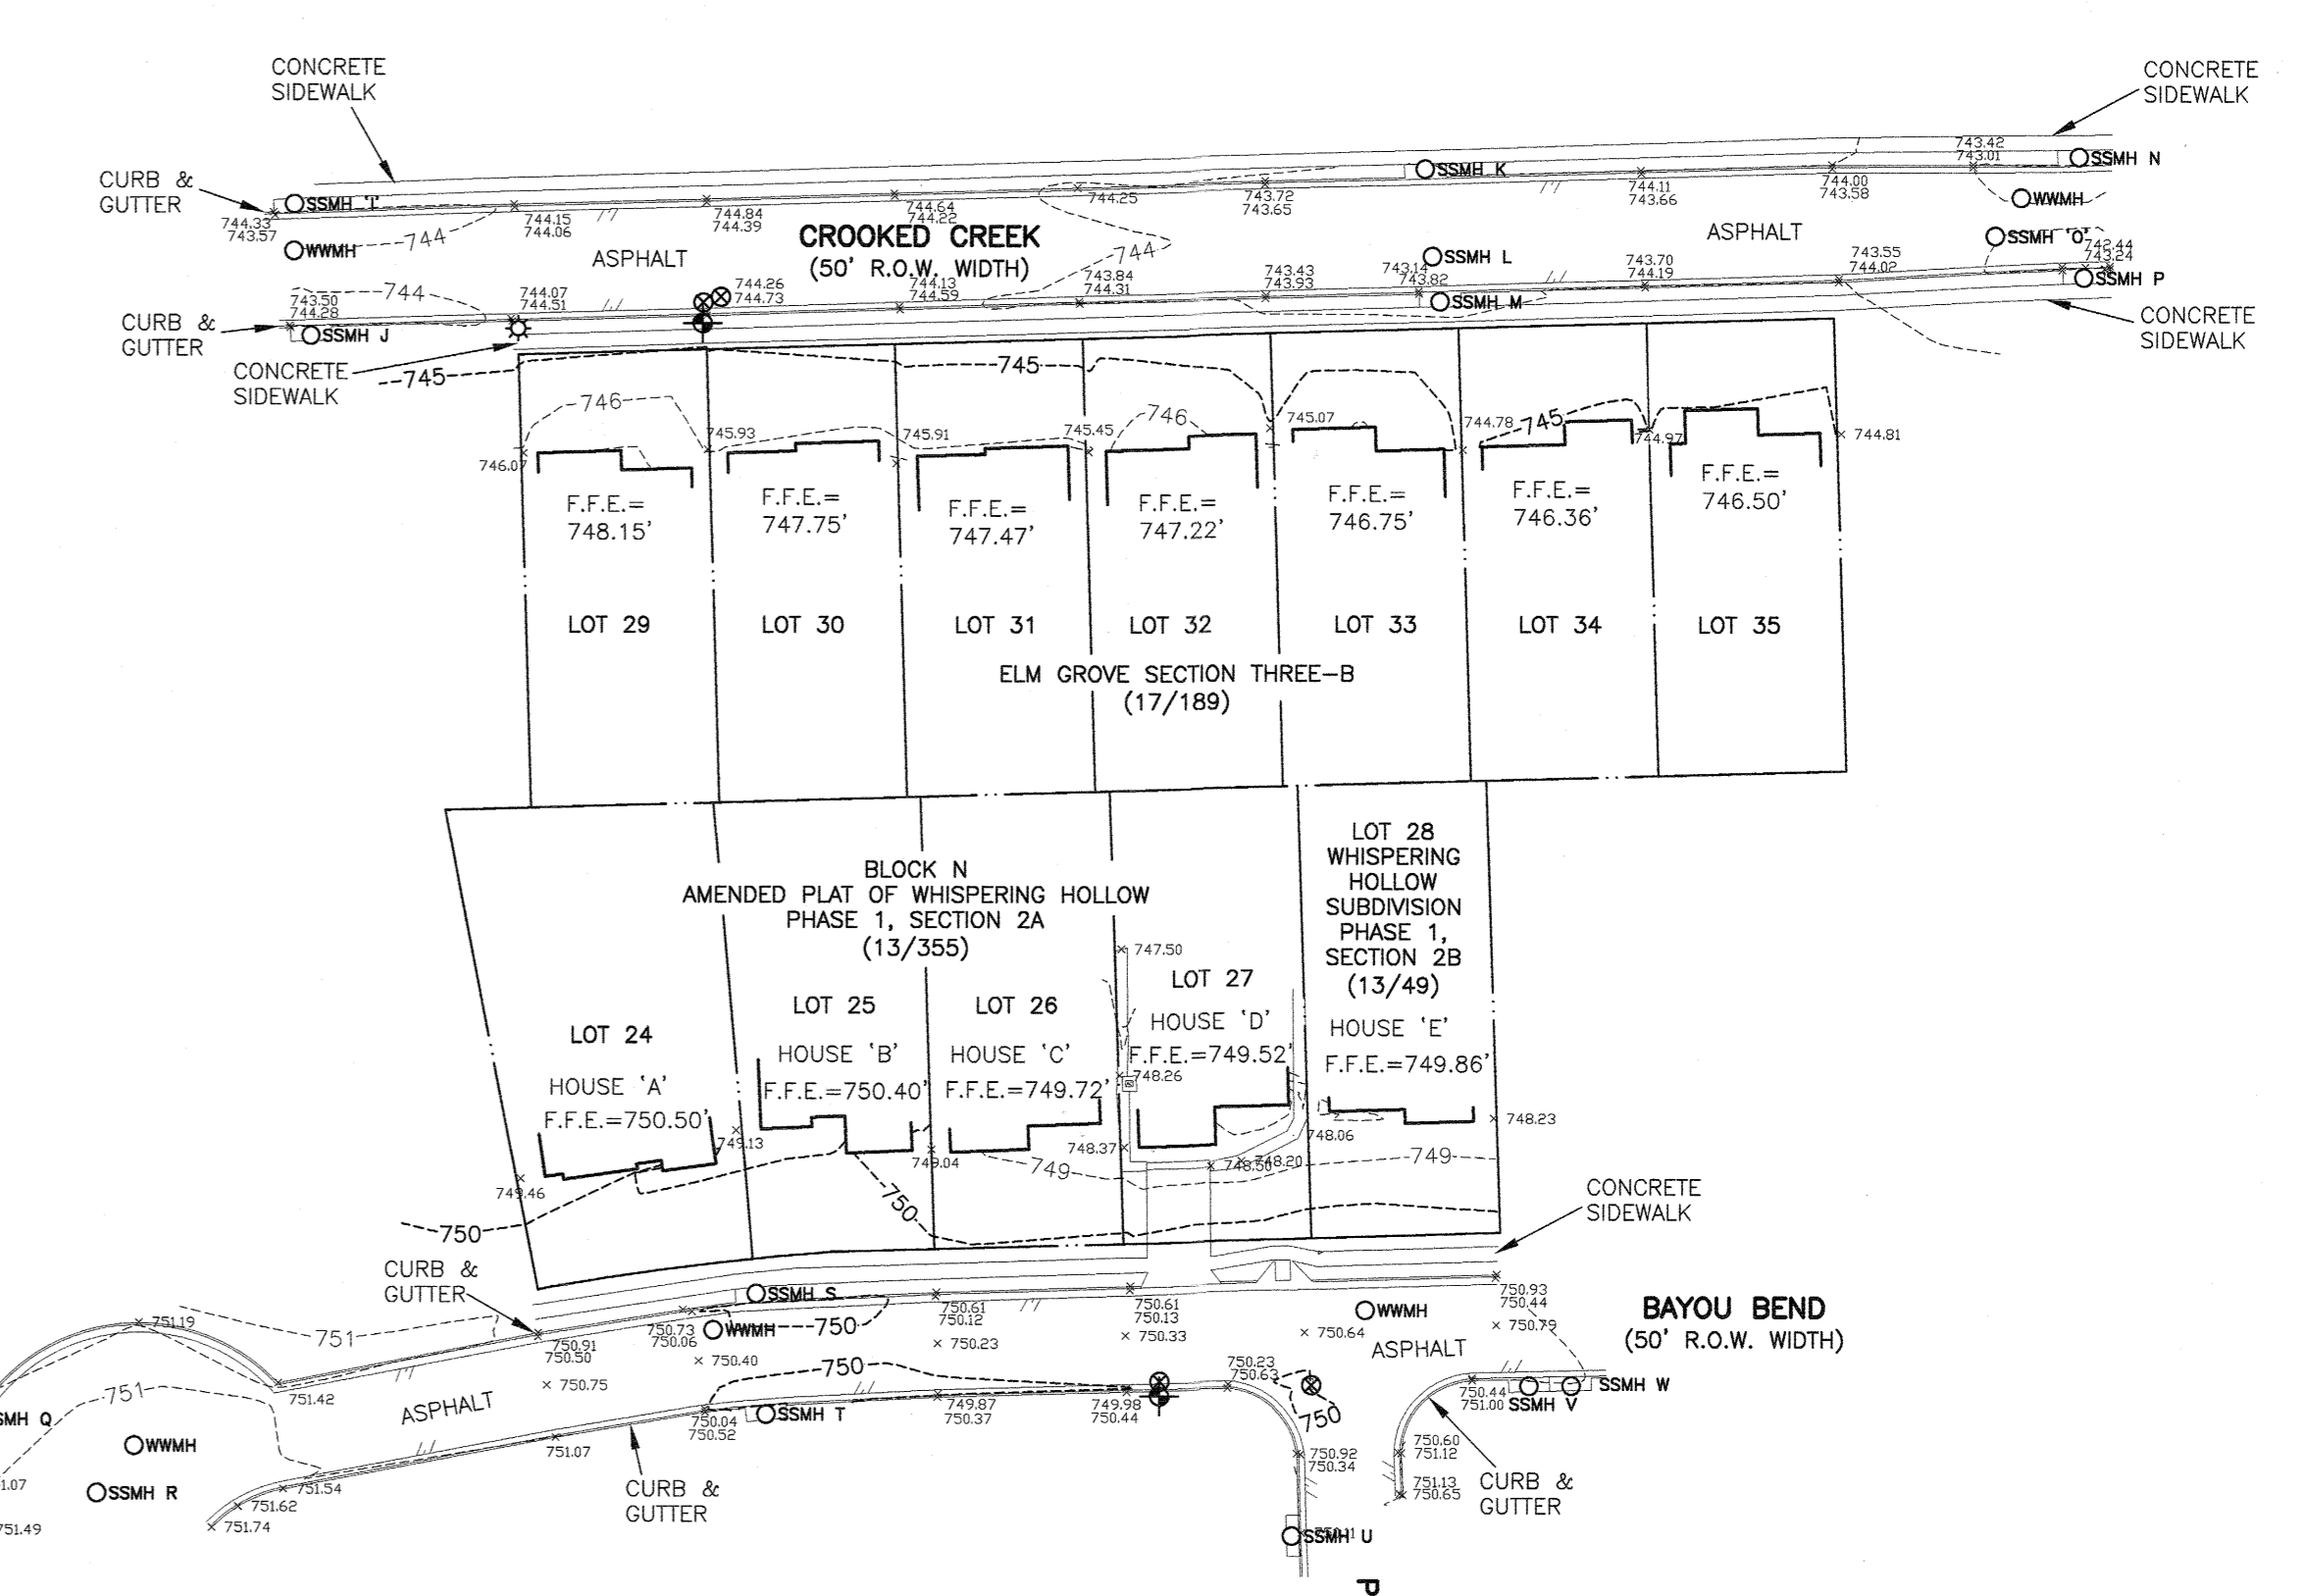 CONCRETE
SIDEWALK
CONCRETE
SIDEWALK
CURB &
GUTTER
SSMH 'I'
744.33
743.57
WWMH
744
744.15
744.06
744.84
744.39
744.64
744.22
744.25
743.72
743.65
SSMH K
744.11
743.66
744.00
743.58
743.42
743.01
SSMH N
WWMH
ASPHALT
CROOKED CREEK
(50' R.O.W. WIDTH)
744
ASPHALT
SSMH 'O'
742.44
743.24
SSMH P
CURB &
GUTTER
743.50
744.28
744
SSMH J
744.07
744.51
744.26
744.73
744.13
744.59
743.84
744.31
743.43
743.93
743.14
743.82
SSMH L
SSMH M
743.70
744.19
743.55
744.02
CONCRETE
SIDEWALK
CONCRETE
SIDEWALK
745
745
746
746
745
746.07
745.93
745.91
745.45
745.07
744.78
744.97
744.81
F.F.E.=
748.15'
F.F.E.=
747.75'
F.F.E.=
747.47'
F.F.E.=
747.22'
F.F.E.=
746.75'
F.F.E.=
746.36'
F.F.E.=
746.50'
LOT 29
LOT 30
LOT 31
LOT 32
LOT 33
LOT 34
LOT 35
ELM GROVE SECTION THREE-B
(17/189)
BLOCK N
AMENDED PLAT OF WHISPERING HOLLOW
PHASE 1, SECTION 2A
(13/355)
LOT 28
WHISPERING
HOLLOW
SUBDIVISION
PHASE 1,
SECTION 2B
(13/49)
HOUSE 'E'
F.F.E.=749.86'
747.50
LOT 24
HOUSE 'A'
F.F.E.=750.50'
LOT 25
HOUSE 'B'
F.F.E.=750.40'
LOT 26
HOUSE 'C'
F.F.E.=749.72'
LOT 27
HOUSE 'D'
F.F.E.=749.52'
748.26
749.46
749.13
749.04
748.37
748.50
748.20
748.06
748.23
749
749
750
750
CONCRETE
SIDEWALK
CURB &
GUTTER
SSMH S
WWMH
750
751.19
751
750.91
750.50
750.73
750.06
750.61
750.12
750.61
750.13
750.93
750.44
WWMH
BAYOU BEND
(50' R.O.W. WIDTH)
750.75
750.40
750.23
750.33
750.64
750.79
ASPHALT
751
751.42
ASPHALT
750
750.23
750.63
750
SSMH T
750.04
750.52
749.87
750.37
749.98
750.44
750.44
751.00
SSMH V
SSMH W
SMH Q
WWMH
SSMH R
751.54
751.62
751.74
751.07
1.07
751.49
CURB &
GUTTER
750.92
750.34
750.60
751.12
751.13
750.65
CURB &
GUTTER
SSMH U
P